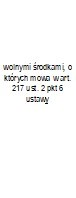 wolnymi środkami, o
których mowa w art.
217 ust. 2 pkt 6
ustawy